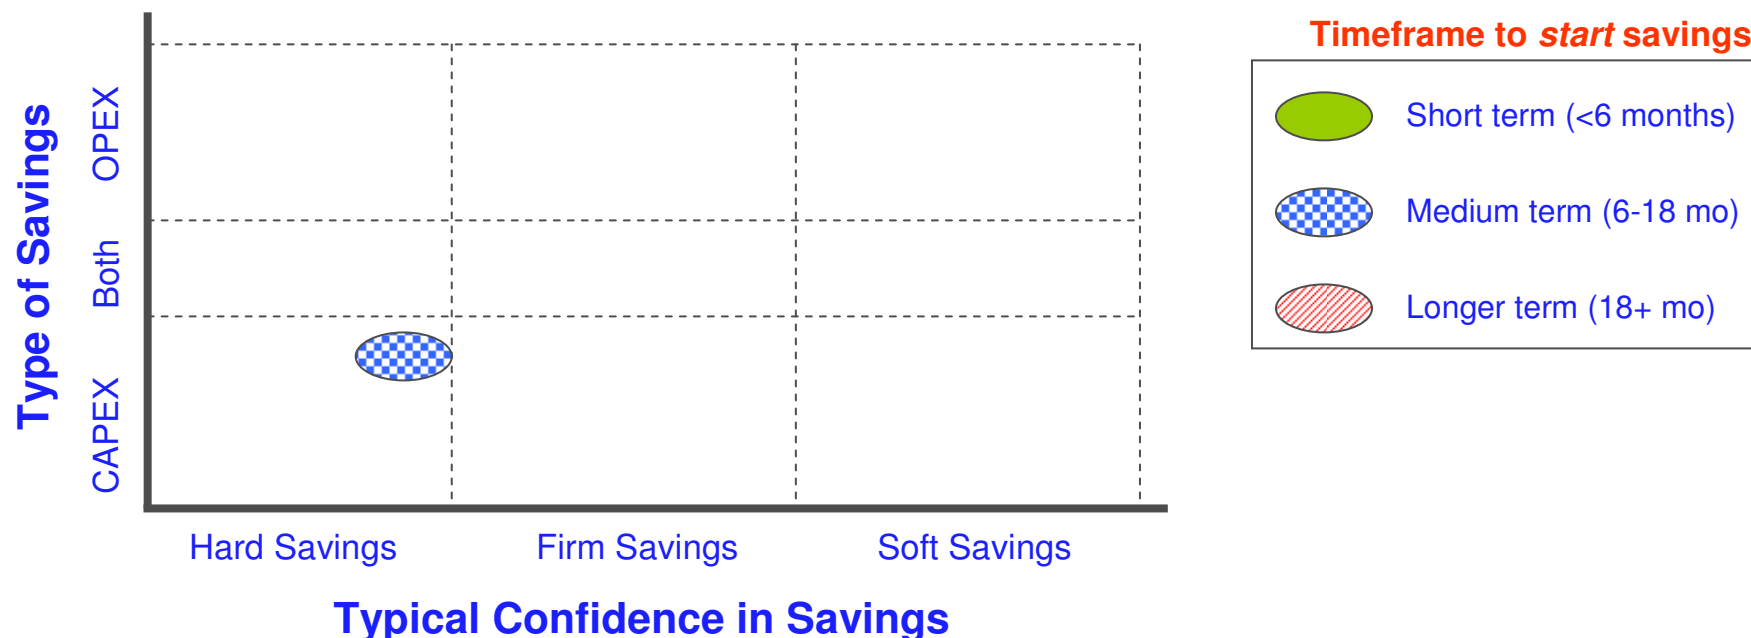 Timeframe to start savings
Short term (<6 months)
Medium term (6-18 mo)
Longer term (18+ mo)
Type of Savings
OPEX
Both
CAPEX
Hard Savings
Firm Savings
Soft Savings
Typical Confidence in Savings